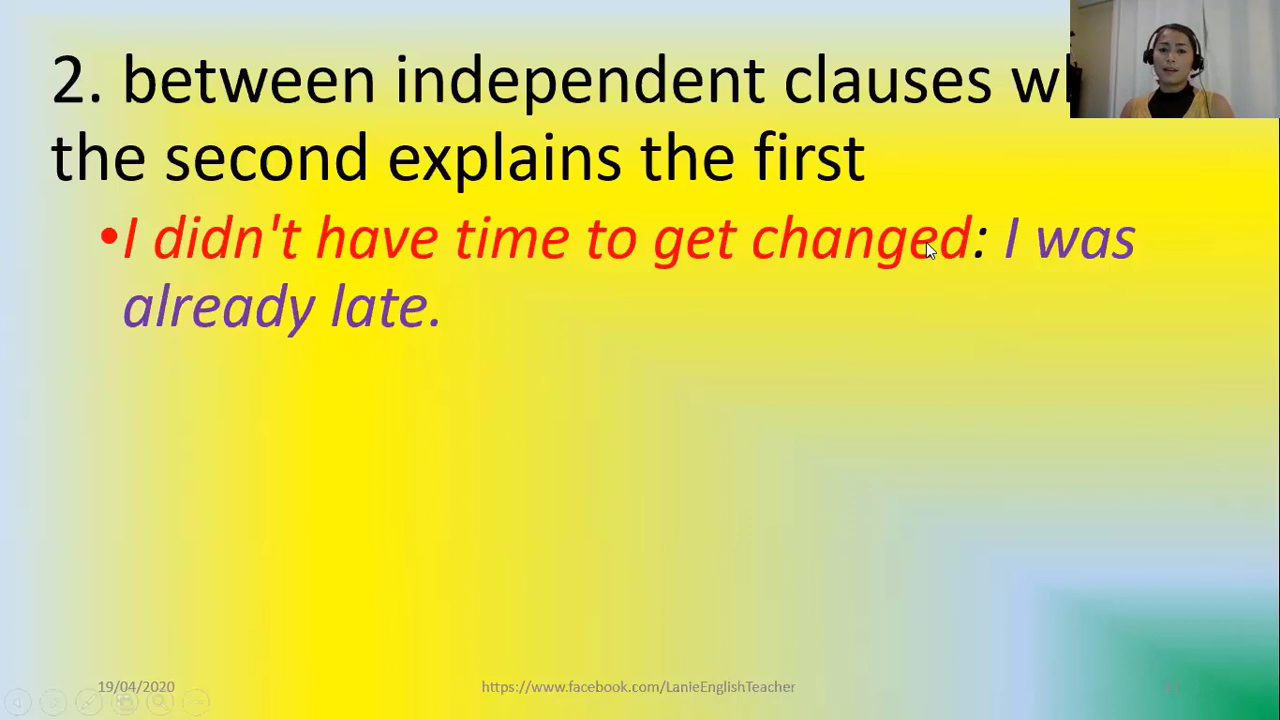 2. between independent clauses
the second explains the first
•I didn't have time to get changed: I was
already late.
19/04/2020
https://www.facebook.com/LanieEnglishTeacher